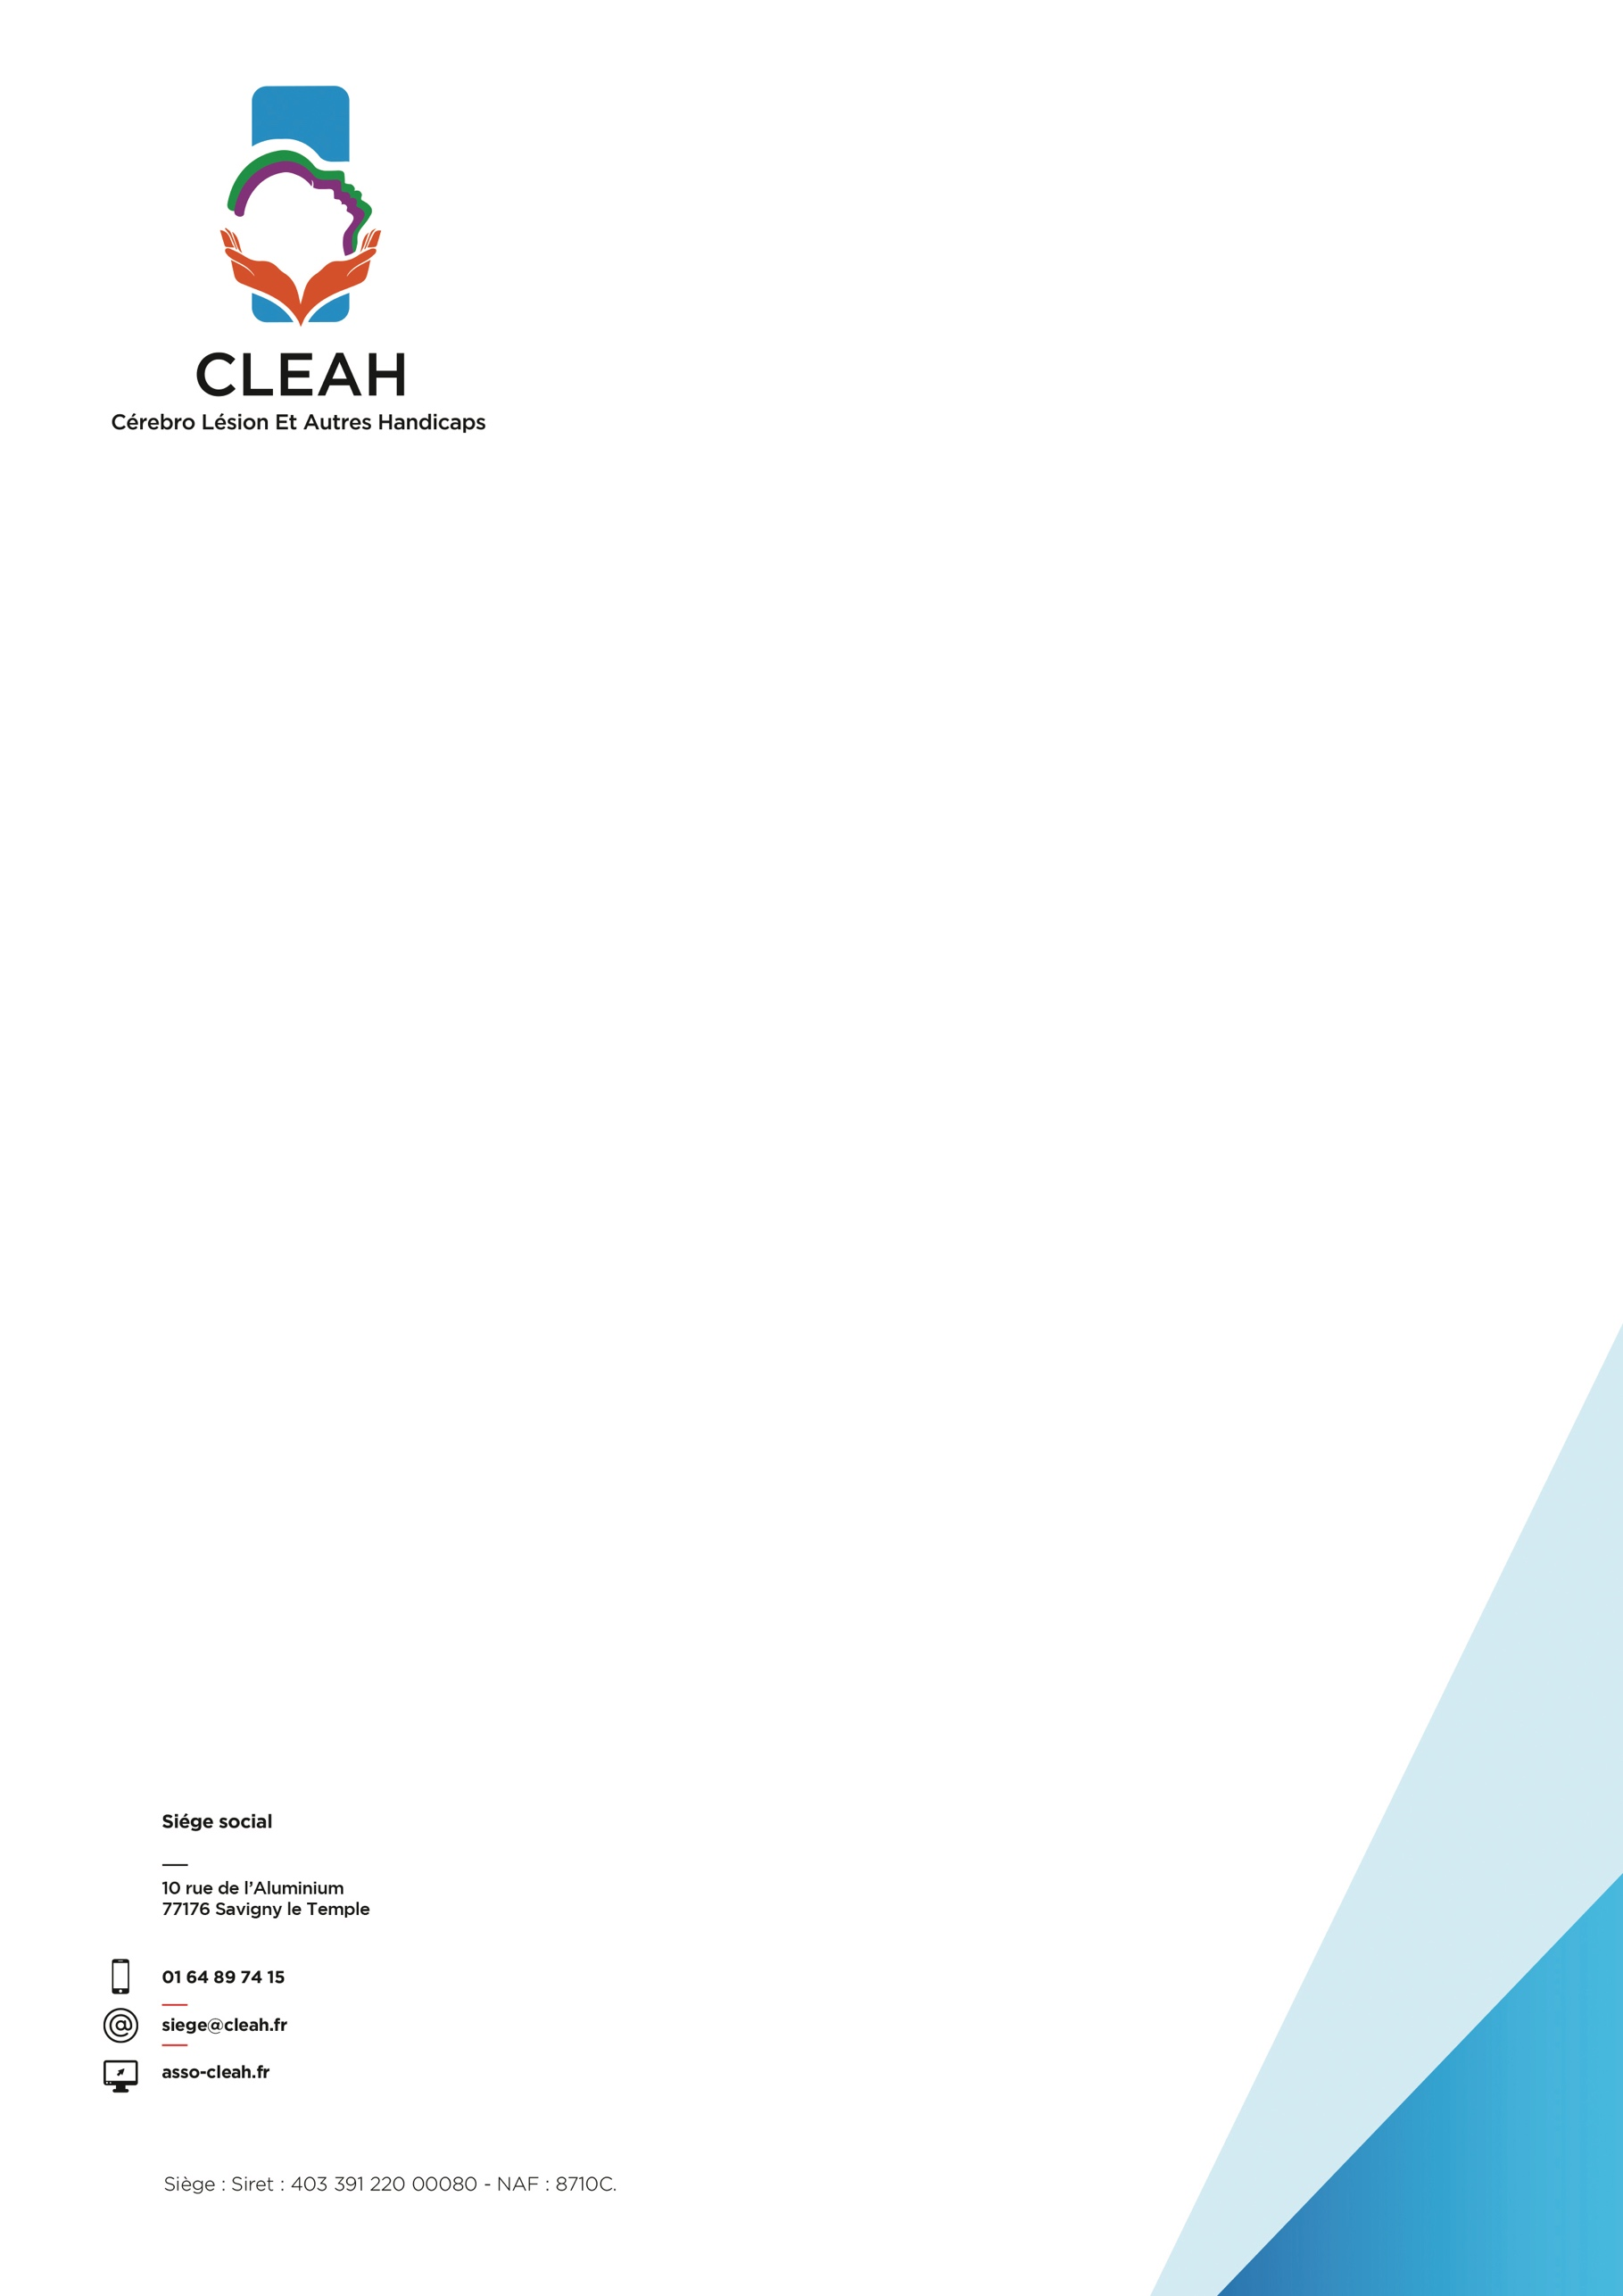 CLEAH
Cérebro Lésion Et Autres Handicaps
Siége social
10 rue de l'Aluminium
77176 Savigny le Temple
01 64 89 74 15
siege@cleah.fr
asso-cleah.fr
Siège : Siret : 403 391 220 00080 - NAF : 8710C.